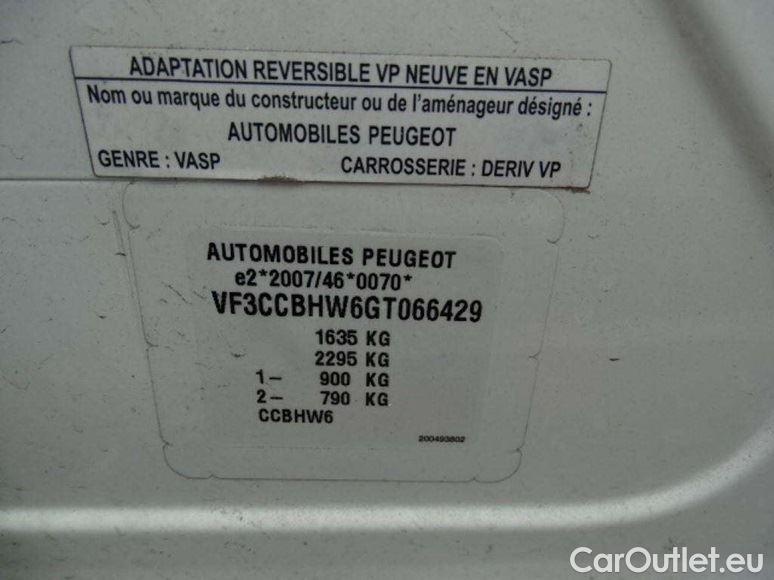 ADAPTATION REVERSIBLE VP NEUVE EN VASP
Nom ou marque du constructeur ou de l'aménageur désigné :
AUTOMOBILES PEUGEOT
GENRE : VASP CARROSSERIE : DERIV VP
AUTOMOBILES PEUGEOT
e2*2007/46*0070*
VF3CCBHW6GT066429
1635 KG
2295 KG
1- 900 KG
2- 790 KG
CCBHW6
200493802
CarOutlet.eu